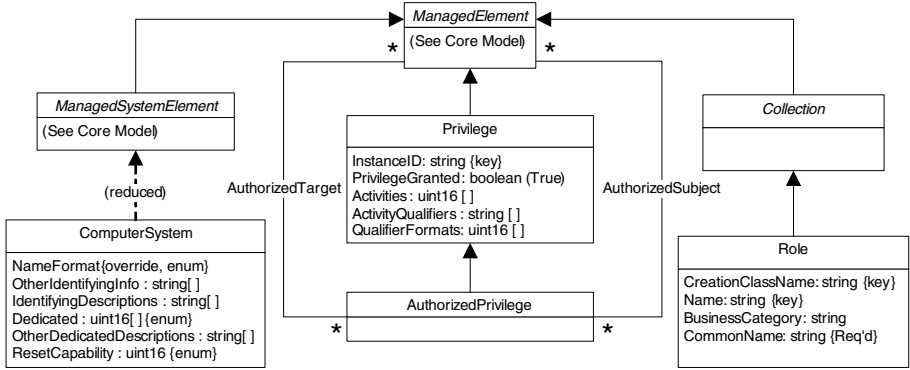 ManagedElement
(See Core Model)
*
*
ManagedSystemElement
(See Core Model)
Collection
Privilege
InstanceID: string {key}
PrivilegeGranted: boolean (True)
Activities: uint16 [ ]
ActivityQualifiers : string [ ]
QualifierFormats: uint16 [ ]
(reduced)
AuthorizedTarget
AuthorizedSubject
ComputerSystem
NameFormat{override, enum}
OtherIdentifyingInfo : string[ ]
IdentifyingDescriptions : string[ ]
Dedicated : uint16[ ] {enum}
OtherDedicatedDescriptions : string[ ]
ResetCapability : uint16 {enum}
Role
CreationClassName: string {key}
Name: string {key}
BusinessCategory: string
CommonName: string {Req'd}
AuthorizedPrivilege
*
*